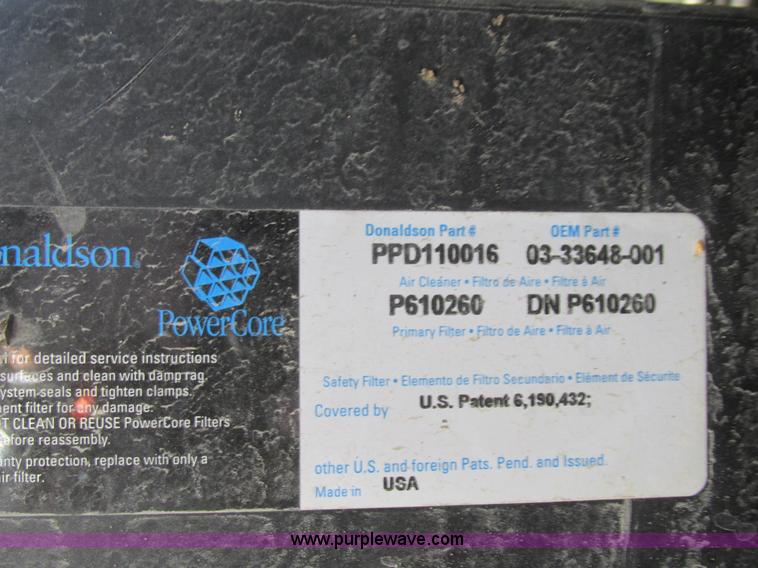 naldson®
PowerCore
for detailed service instructions
surfaces and clean with damp rag.
ystem seals and tighten clamps.
ent filter for any damage.
T CLEAN OR REUSE PowerCore Filters
efore reassembly.
nty protection, replace with only a
ir filter.
Donaldson Part # OEM Part #
PPD110016 03-33648-001
Air Cleaner • Filtro de Aire • Filtre à Air
P610260 DN P610260
Primary Filter • Filtro de Aire • Filtre à Air
Safety Filter • Elemento de Filtro Secundario • Elément de Sécurite
Covered by U.S. Patent 6,190,432;
other U.S. and foreign Pats. Pend. and Issued.
Made in USA
www.purplewave.com